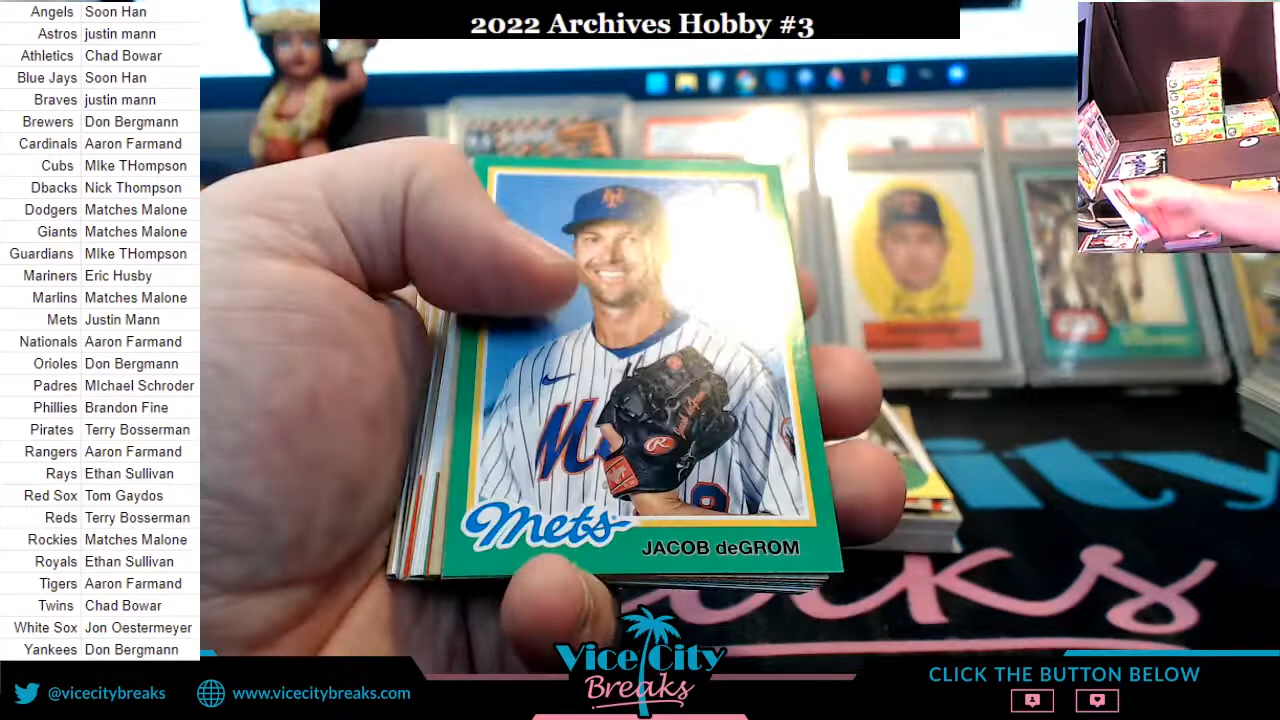 2022 Archives Hobby #3
Angels Soon Han
Astros justin mann
Athletics Chad Bowar
Blue Jays Soon Han
Braves justin mann
Brewers Don Bergmann
Cardinals Aaron Farmand
Cubs MIke THompson
Dbacks Nick Thompson
Dodgers Matches Malone
Giants Matches Malone
Guardians MIke THompson
Mariners Eric Husby
Marlins Matches Malone
Mets Justin Mann
Nationals Aaron Farmand
Orioles Don Bergmann
Padres MIchael Schroder
Phillies Brandon Fine
Pirates Terry Bosserman
Rangers Aaron Farmand
Rays Ethan Sullivan
Red Sox Tom Gaydos
Reds Terry Bosserman
Rockies Matches Malone
Royals Ethan Sullivan
Tigers Aaron Farmand
Twins Chad Bowar
White Sox Jon Oestermeyer
Yankees Don Bergmann
Mets
JACOB deGROM
Vice City
Breaks
@vicecitybreaks
www.vicecitybreaks.com
CLICK THE BUTTON BELOW